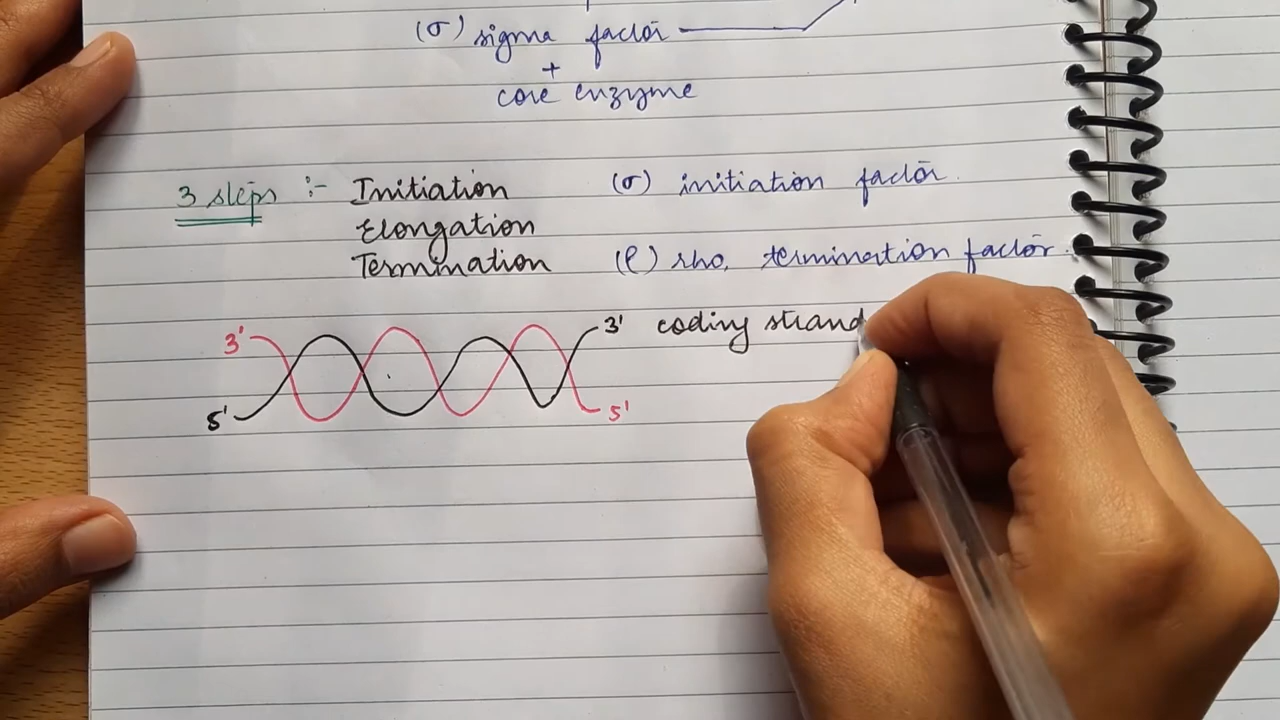 (σ) sigma factor
+
core enzyme
3 steps :- Initiation (σ) initiation factor.
Elongation
Termination (ρ) rho, termination factor.
3' 3' coding strand
5' 5'